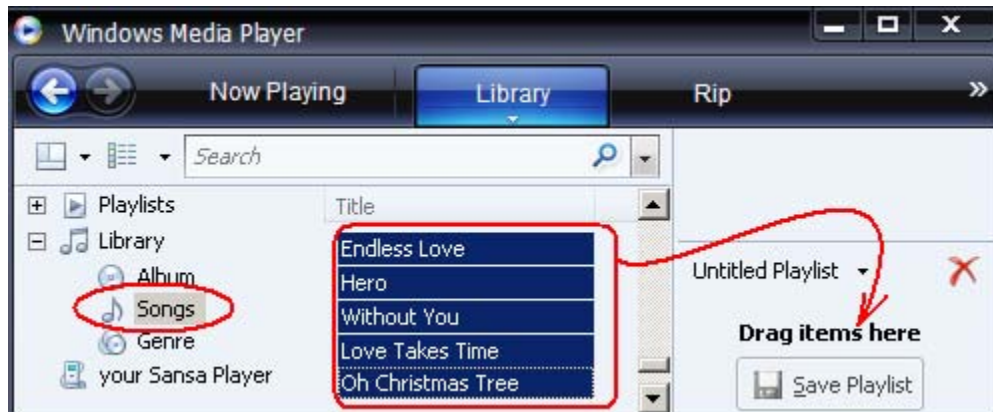 Windows Media Player
Now Playing Library Rip »
Search
Playlists
Library
Album
Songs
Genre
your Sansa Player
Title
Endless Love
Hero
Without You
Love Takes Time
Oh Christmas Tree
Untitled Playlist
Drag items here
Save Playlist